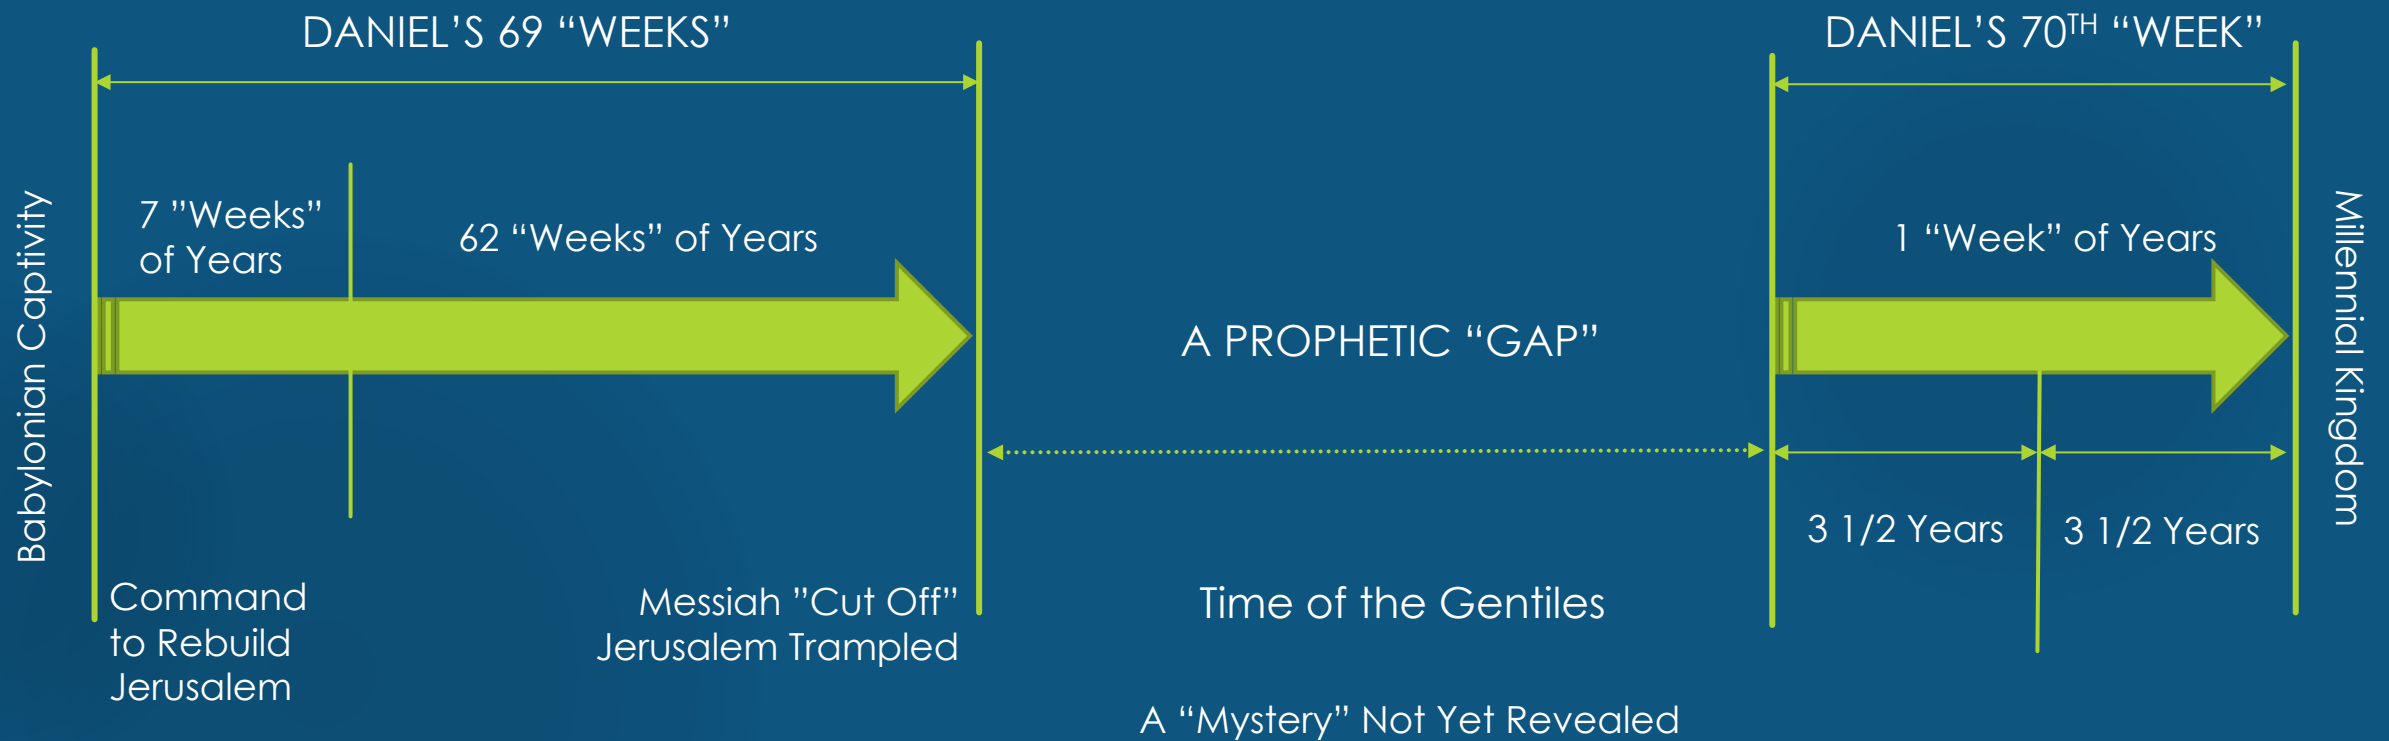 DANIEL’S 69 “WEEKS”
DANIEL’S 70TH “WEEK”
Babylonian Captivity
7 ”Weeks”
of Years
62 “Weeks” of Years
A PROPHETIC “GAP”
1 “Week” of Years
Millennial Kingdom
3 1/2 Years
3 1/2 Years
Command
to Rebuild
Jerusalem
Messiah ”Cut Off”
Jerusalem Trampled
Time of the Gentiles
A “Mystery” Not Yet Revealed